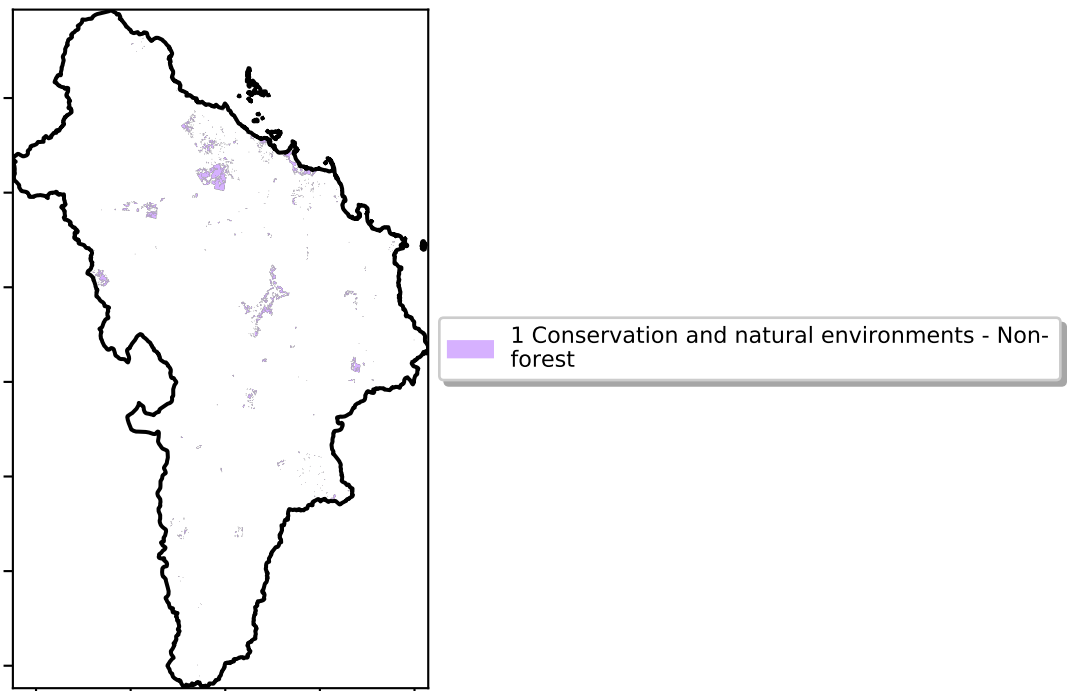 1 Conservation and natural environments - Non-
forest